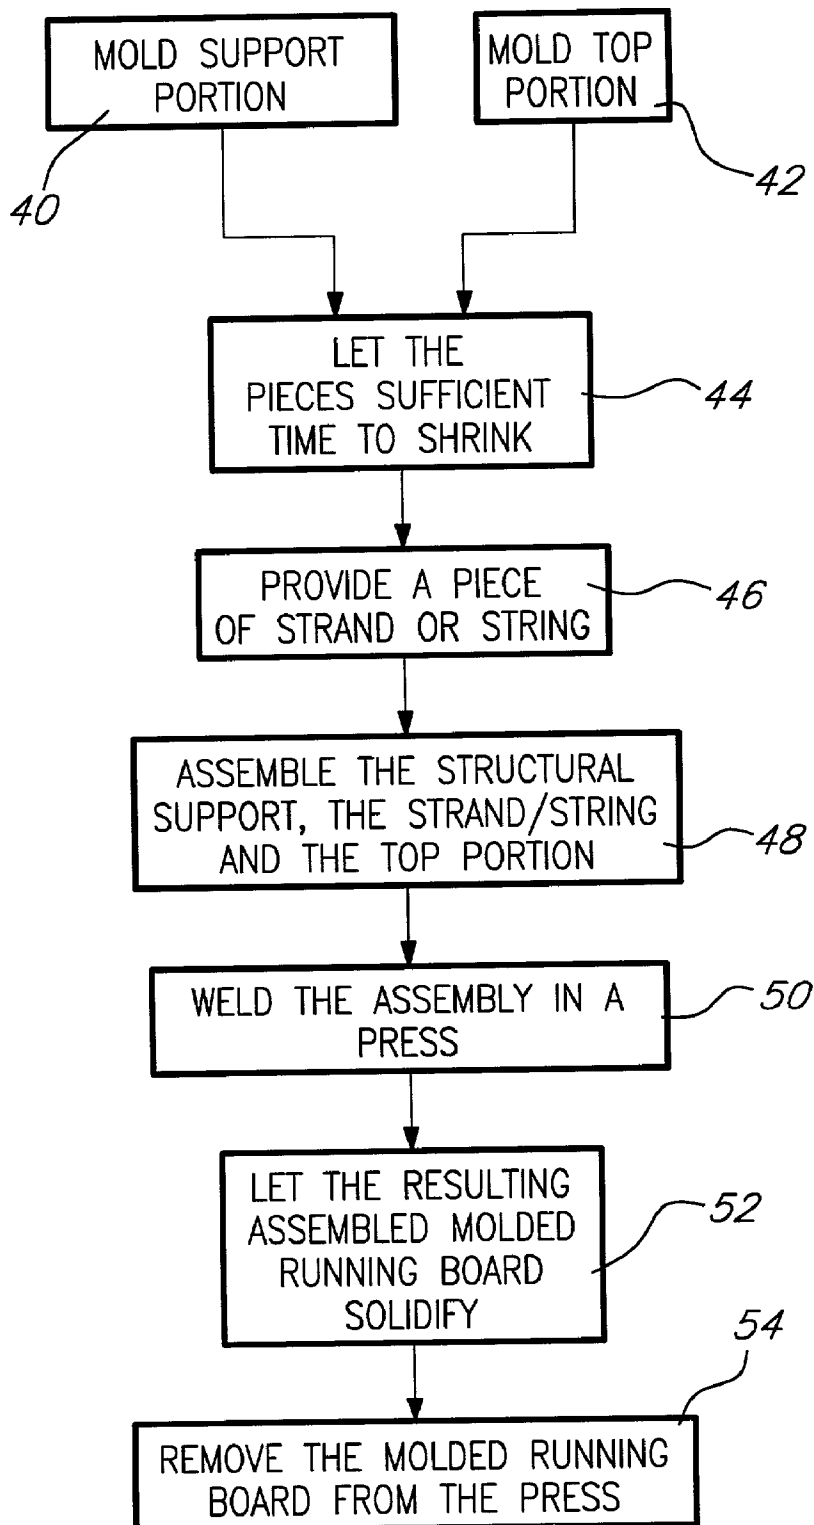 MOLD SUPPORT
PORTION
40
MOLD TOP
PORTION
42
LET THE
PIECES SUFFICIENT
TIME TO SHRINK
44
PROVIDE A PIECE
OF STRAND OR STRING
46
ASSEMBLE THE STRUCTURAL
SUPPORT, THE STRAND/STRING
AND THE TOP PORTION
48
WELD THE ASSEMBLY IN A
PRESS
50
LET THE RESULTING
ASSEMBLED MOLDED
RUNNING BOARD
SOLIDIFY
52
REMOVE THE MOLDED RUNNING
BOARD FROM THE PRESS
54